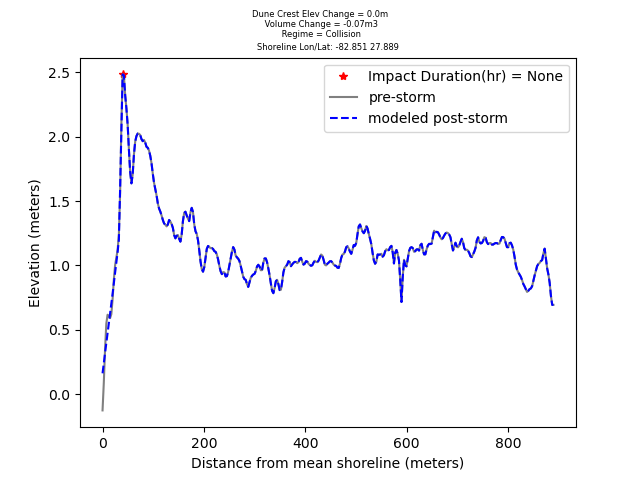 Dune Crest Elev Change = 0.0m
Volume Change = -0.07m3
Regime = Collision
Shoreline Lon/Lat: -82.851 27.889
Impact Duration(hr) = None
pre-storm
modeled post-storm
Elevation (meters)
2.5
2.0
1.5
1.0
0.5
0.0
0 200 400 600 800
Distance from mean shoreline (meters)